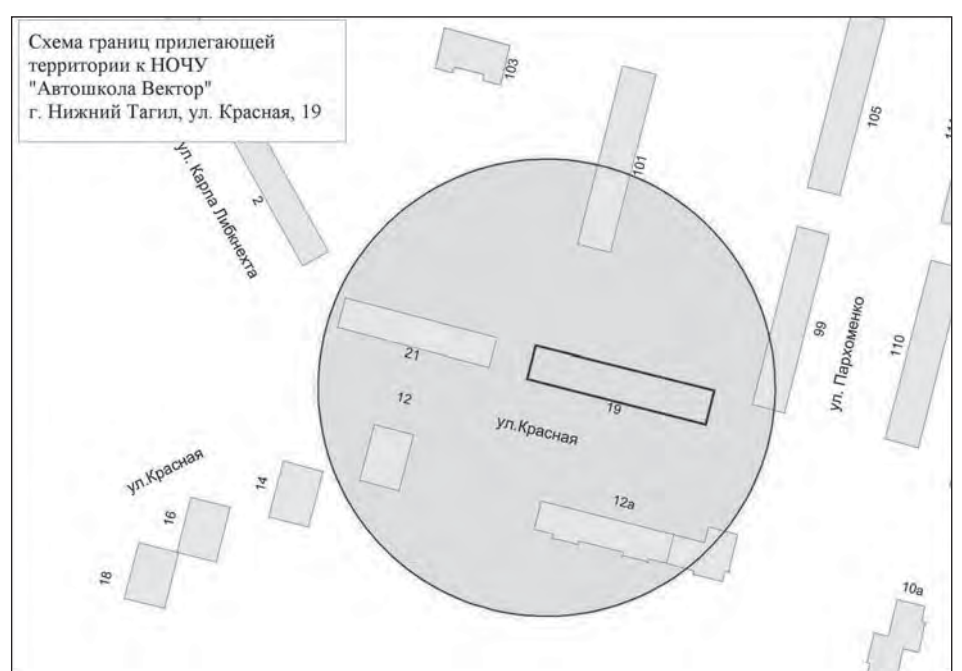 Схема границ прилегающей
территории к НОЧУ
"Автошкола Вектор"
г. Нижний Тагил, ул. Красная, 19
103
101
105
ул. Карла Либкнехта
2
99
ул. Пархоменко
110
21
12
19
ул.Красная
ул.Красная
14
16
18
12а
10а